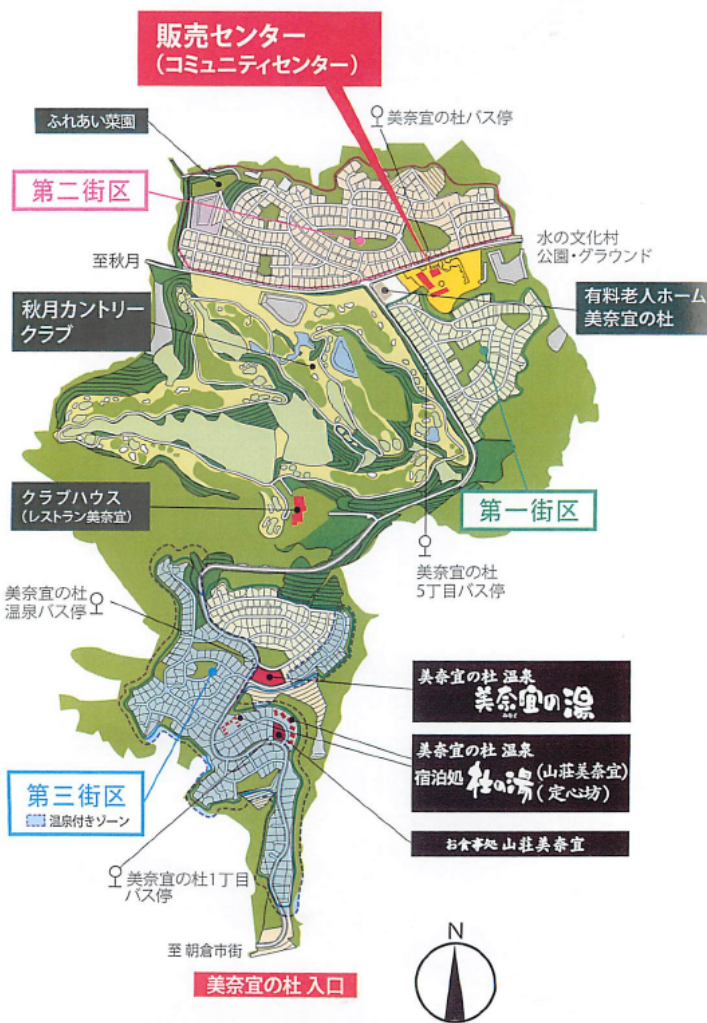 販売センター
(コミュニティセンター)
ふれあい菜園
美奈宜の杜バス停
第二街区
水の文化村
公園・グラウンド
至秋月
有料老人ホーム
美奈宜の杜
秋月カントリー
クラブ
クラブハウス
(レストラン美奈宜)
第一街区
美奈宜の杜
5丁目バス停
美奈宜の杜
温泉バス停
美奈宜の杜 温泉
美奈宜の湯
美奈宜の杜 温泉
宿泊処 杜の湯 (山荘美奈宜)
(定心坊)
第三街区
温泉付きゾーン
お食事処 山荘美奈宜
美奈宜の杜1丁目
バス停
至 朝倉市街
美奈宜の杜 入口
N